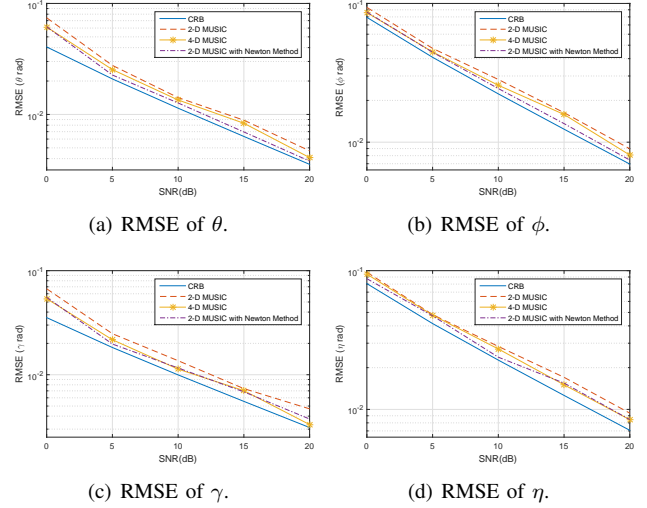 10^-1
CRB
2-D MUSIC
4-D MUSIC
2-D MUSIC with Newton Method
RMSE (θ rad)
10^-2
0 5 10 15 20
SNR(dB)
(a) RMSE of θ.
10^-1
CRB
2-D MUSIC
4-D MUSIC
2-D MUSIC with Newton Method
RMSE (ϕ rad)
10^-2
0 5 10 15 20
SNR(dB)
(b) RMSE of ϕ.
10^-1
CRB
2-D MUSIC
4-D MUSIC
2-D MUSIC with Newton Method
RMSE (γ rad)
10^-2
0 5 10 15 20
SNR(dB)
(c) RMSE of γ.
10^-1
CRB
2-D MUSIC
4-D MUSIC
2-D MUSIC with Newton Method
RMSE (η rad)
10^-2
0 5 10 15 20
SNR(dB)
(d) RMSE of η.